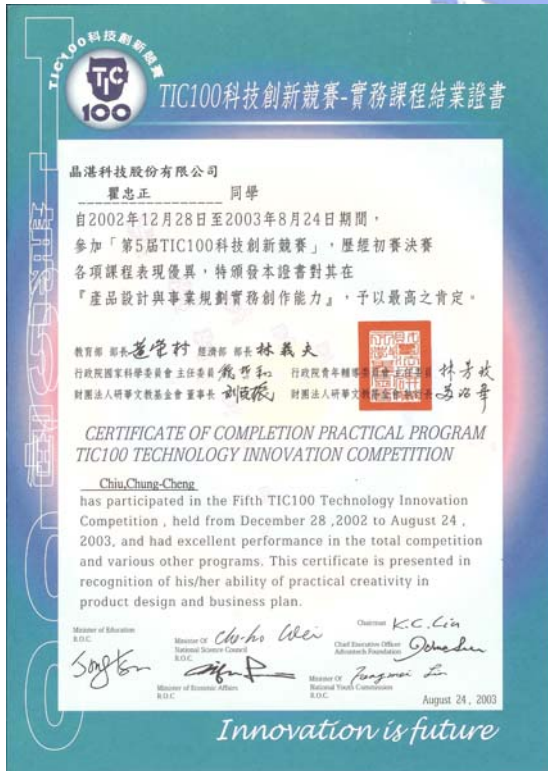 TIC100科技創新競賽
TIC
100
TIC100科技創新競賽-實務課程結業證書
晶湛科技股份有限公司
瞿忠正 同學
自2002年12月28日至2003年8月24日期間，
參加「第5屆TIC100科技創新競賽」，歷經初賽決賽
各項課程表現優異，特頒發本證書對其在
『產品設計與事業規劃實務創作能力』，予以最高之肯定。
教育部 部長 經濟部 部長 林義夫
行政院國家科學委員會 主任委員 行政院青年輔導委員會 主任委員 林芳玫
財團法人研華文教基金會 董事長 劉克振 財團法人研華文教基金會
CERTIFICATE OF COMPLETION PRACTICAL PROGRAM
TIC100 TECHNOLOGY INNOVATION COMPETITION
Chiu,Chung-Cheng
has participated in the Fifth TIC100 Technology Innovation
Competition , held from December 28 ,2002 to August 24 ,
2003, and had excellent performance in the total competition
and various other programs. This certificate is presented in
recognition of his/her ability of practical creativity in
product design and business plan.
Minister of Education
R.O.C.
Minister Of
National Science Council
R.O.C.
Cho-ho Wei
Chairman K.C. Liu
Chief Executive Officer
Advantech Foundation
Minister of Economic Affairs
R.O.C
Minister Of
National Youth Commission
R.O.C.
Fangmei Lin
August 24 , 2003
Innovation is future